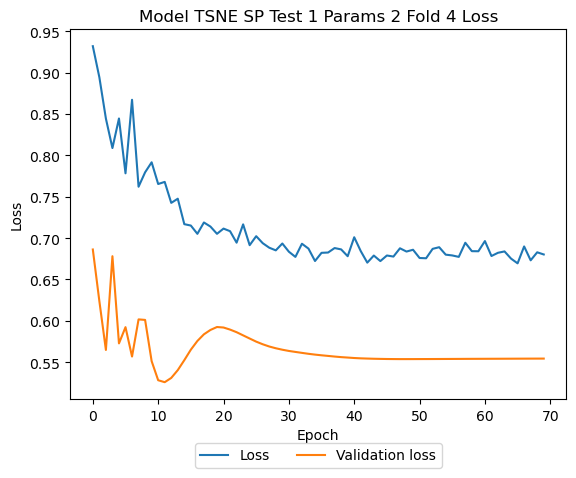 Model TSNE SP Test 1 Params 2 Fold 4 Loss
0.95
0.90
0.85
0.80
0.75
0.70
0.65
0.60
0.55
Loss
0 10 20 30 40 50 60 70
Epoch
Loss Validation loss